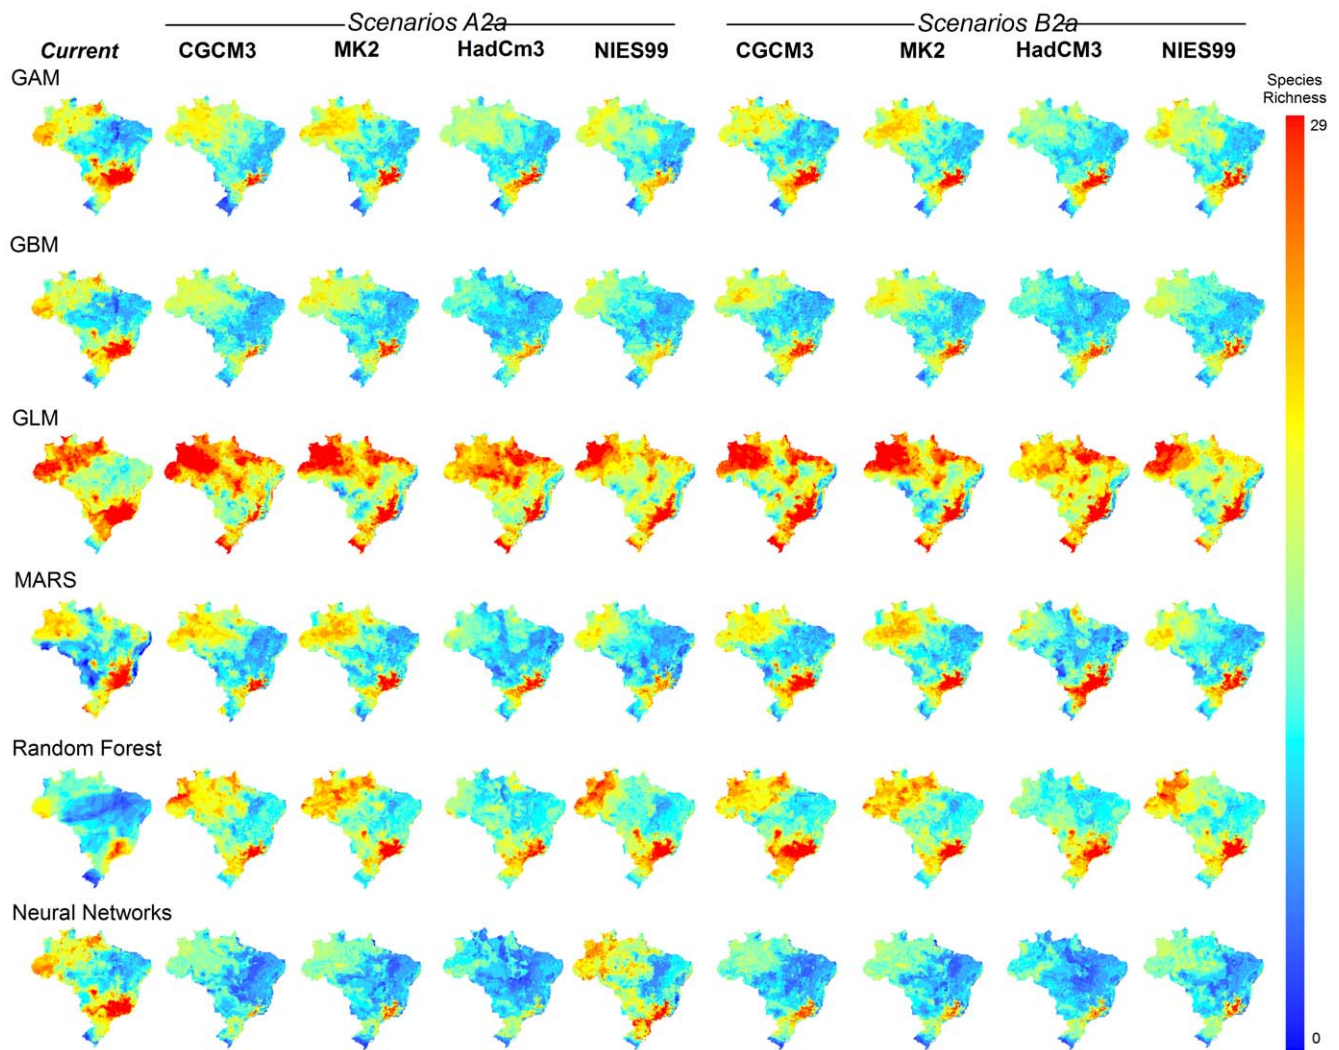 Scenarios A2a
Scenarios B2a
Current CGCM3 MK2 HadCm3 NIES99 CGCM3 MK2 HadCM3 NIES99
GAM
Species
Richness
29
GBM
GLM
MARS
Random Forest
Neural Networks
0